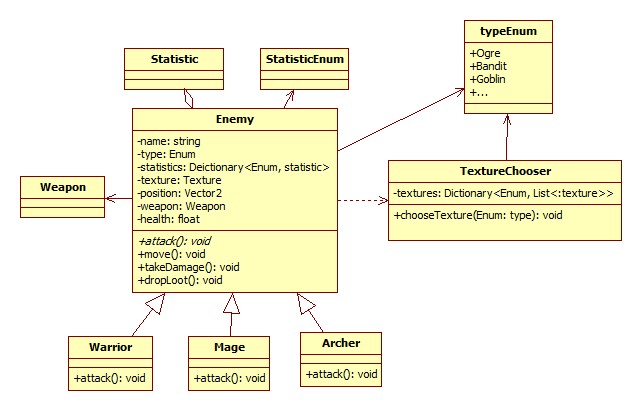 typeEnum
+Ogre
+Bandit
+Goblin
+...
Statistic
StatisticEnum
Enemy
-name: string
-type: Enum
-statistics: Deictionary<Enum, statistic>
-texture: Texture
-position: Vector2
-weapon: Weapon
-health: float
+attack(): void
+move(): void
+takeDamage(): void
+dropLoot(): void
TextureChooser
-textures: Dictionary<Enum, List<:texture>>
+chooseTexture(Enum: type): void
Weapon
Warrior
+attack(): void
Mage
+attack(): void
Archer
+attack(): void